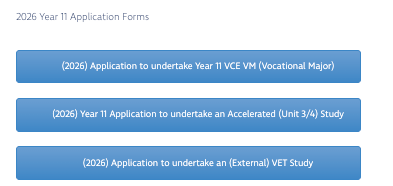 2026 Year 11 Application Forms
(2026) Application to undertake Year 11 VCE VM (Vocational Major)
(2026) Year 11 Application to undertake an Accelerated (Unit 3/4) Study
(2026) Application to undertake an (External) VET Study